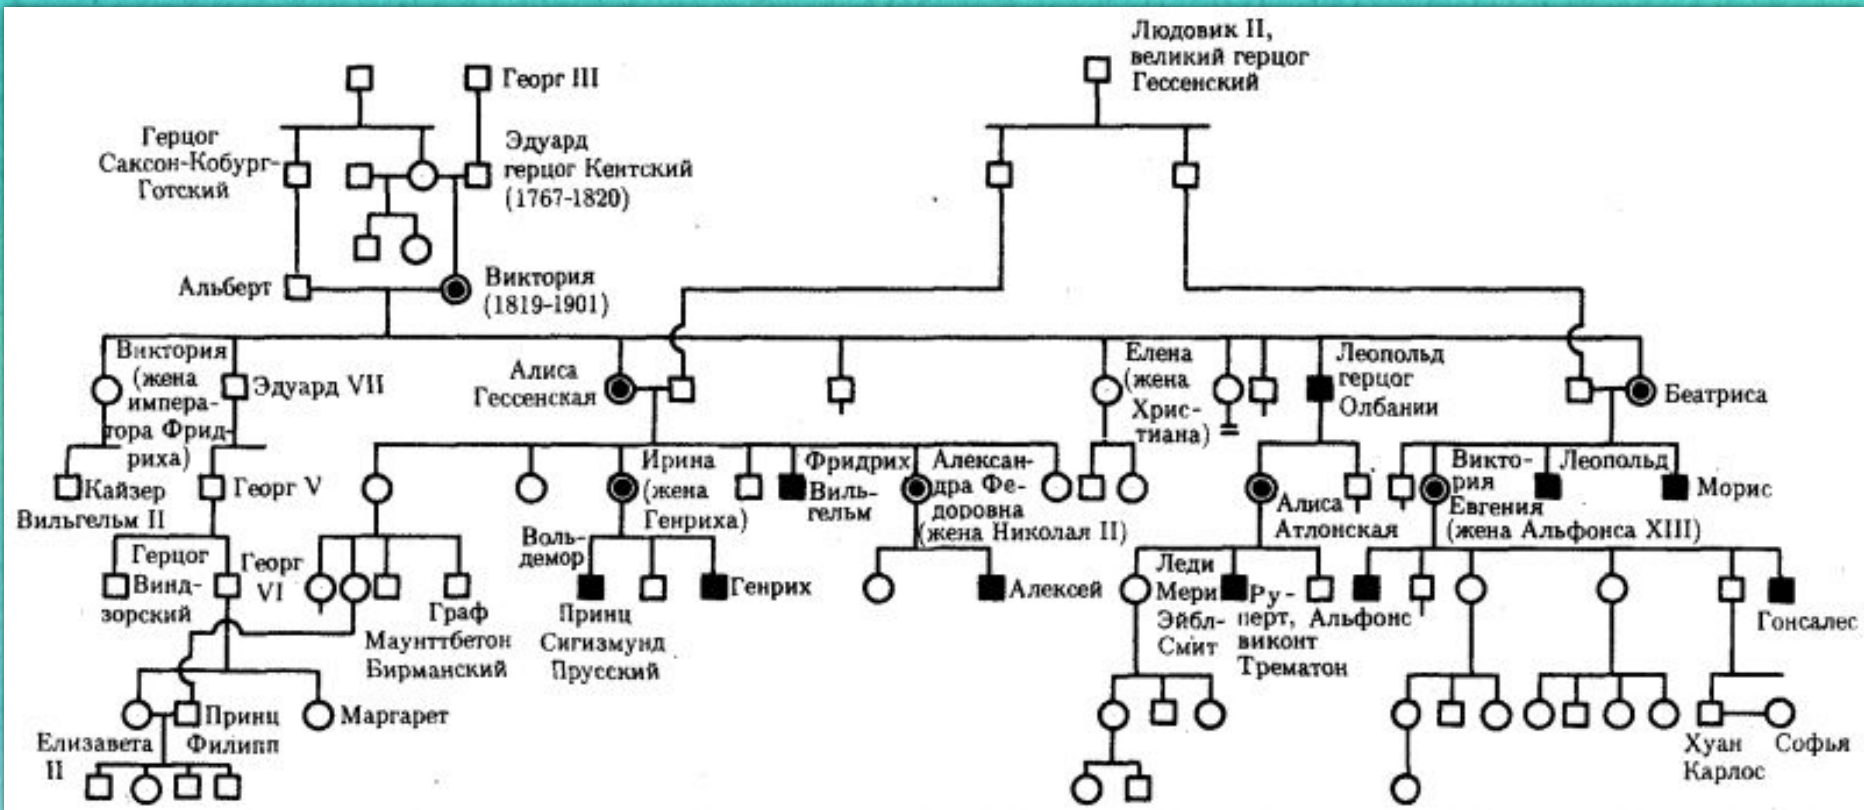 Людовик II,
великий герцог
Гессенский
Георг III
Герцог
Саксон-Кобург-
Готский
Эдуард
герцог Кентский
(1767-1820)
Альберт
Виктория
(1819-1901)
Виктория
(жена
импера-
тора Фрид-
риха)
Эдуард VII
Алиса
Гессенская
Елена
(жена
Хрис-
тиана)
Леопольд
герцог
Олбании
Беатриса
Кайзер
Вильгельм II
Георг V
Ирина
(жена
Генриха)
Фридрих
Виль-
гельм
Алексан-
дра Фе-
доровна
(жена Николая II)
Алиса
Атлонская
Викто-
рия
Евгения
(жена Альфонса XIII)
Леопольд
Морис
Герцог
Винд-
зорский
Георг
VI
Граф
Маунттбетон
Бирманский
Воль-
демор
Принц
Сигизмунд
Прусский
Генрих
Алексей
Леди
Мери
Эйбл-
Смит
Ру-
перт,
виконт
Трематон
Альфонс
Гонсалес
Елизавета
II
Принц
Филипп
Маргарет
Хуан
Карлос
Софья